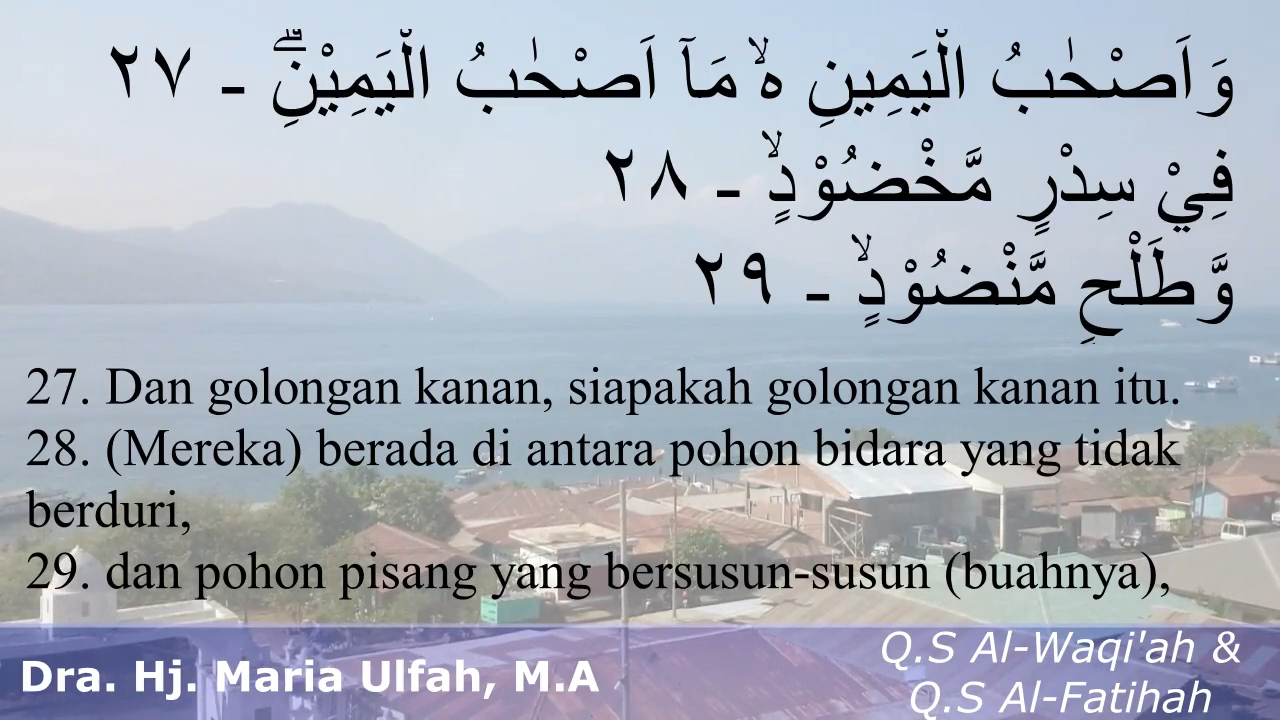 وَاَصْحٰبُ الْيَمِينِ ەۙ مَآ اَصْحٰبُ الْيَمِيْنِۗ - ٢٧
فِيْ سِدْرٍ مَّخْضُوْدٍۙ - ٢٨
وَّطَلْحٍ مَّنْضُوْدٍۙ - ٢٩
27. Dan golongan kanan, siapakah golongan kanan itu.
28. (Mereka) berada di antara pohon bidara yang tidak
berduri,
29. dan pohon pisang yang bersusun-susun (buahnya),
Dra. Hj. Maria Ulfah, M.A
Q.S Al-Waqi'ah &
Q.S Al-Fatihah